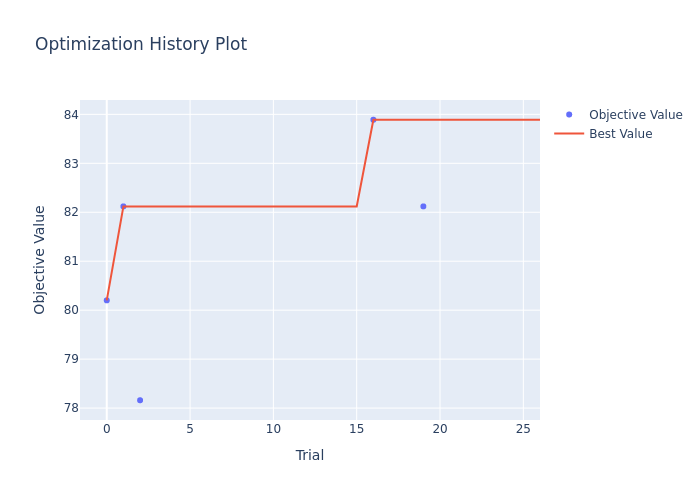 Optimization History Plot
Objective Value
Best Value
84
83
82
81
80
79
78
Objective Value
0 5 10 15 20 25
Trial